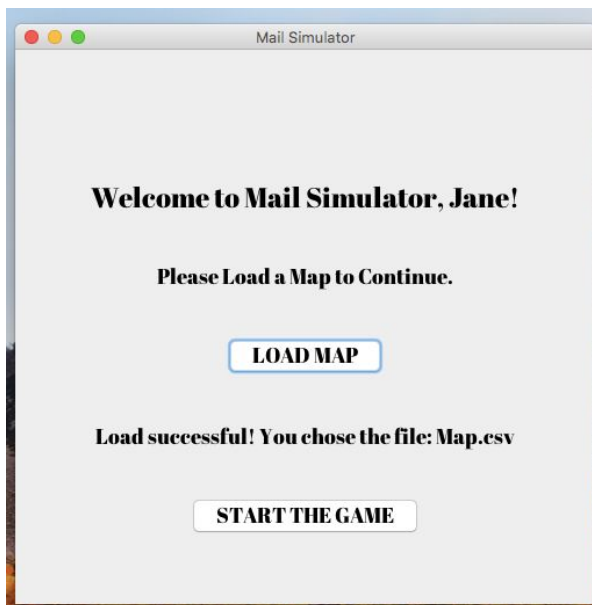 Mail Simulator
Welcome to Mail Simulator, Jane!
Please Load a Map to Continue.
LOAD MAP
Load successful! You chose the file: Map.csv
START THE GAME